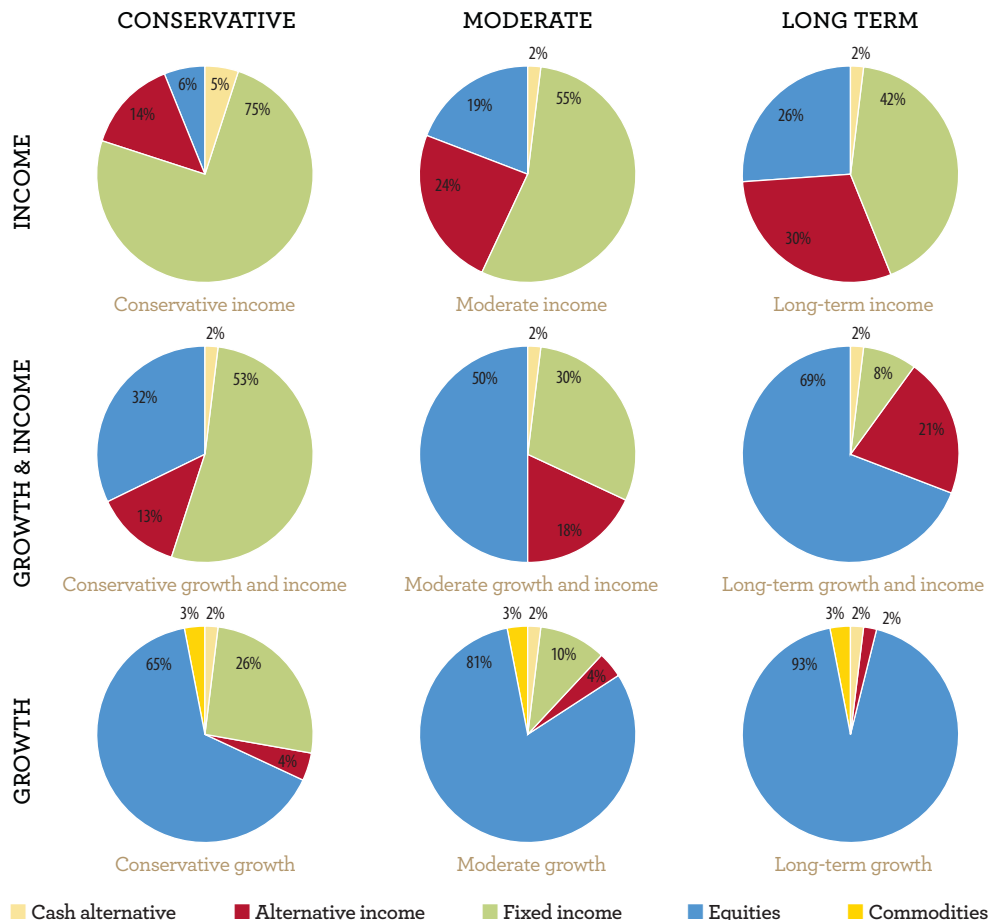 CONSERVATIVE MODERATE LONG TERM
INCOME
6% 5% 75% 14%
2% 55% 19% 24%
2% 42% 26% 30%
Conservative income Moderate income Long-term income
GROWTH & INCOME
2% 53% 32% 13%
2% 30% 50% 18%
2% 8% 69% 21%
Conservative growth and income Moderate growth and income Long-term growth and income
GROWTH
3% 2% 26% 65% 4%
3% 2% 10% 81% 4%
3% 2% 2% 93%
Conservative growth Moderate growth Long-term growth
Cash alternative Alternative income Fixed income Equities Commodities